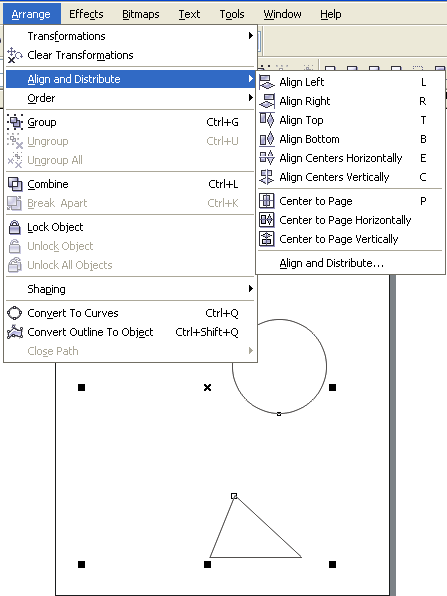 Arrange Effects Bitmaps Text Tools Window Help
Transformations
Clear Transformations
Align and Distribute
Order
Group Ctrl+G
Ungroup Ctrl+U
Ungroup All
Combine Ctrl+L
Break Apart Ctrl+K
Lock Object
Unlock Object
Unlock All Objects
Shaping
Convert To Curves Ctrl+Q
Convert Outline To Object Ctrl+Shift+Q
Close Path
Align Left L
Align Right R
Align Top T
Align Bottom B
Align Centers Horizontally E
Align Centers Vertically C
Center to Page P
Center to Page Horizontally
Center to Page Vertically
Align and Distribute...